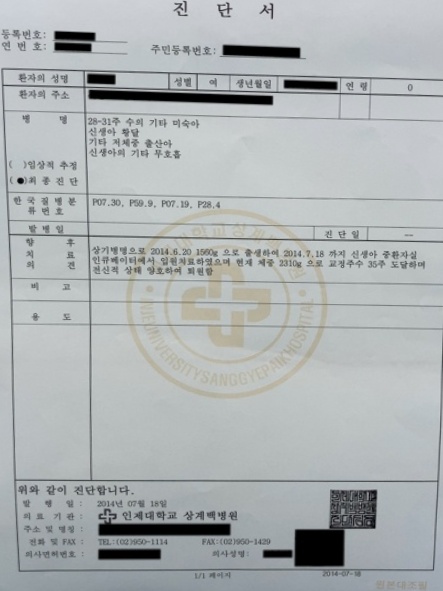 진 단 서
등록번호:
연 번 호:
주민등록번호:
환자의 성명 성별 여 생년월일 연 령 0
환자의 주소
병 명
28-31주 수의 기타 미숙아
신생아 황달
기타 저체중 출산아
신생아의 기타 무호흡
( )임상적 추정
(●)최 종 진 단
한 국 질 병 분
류 번 호
P07.30, P59.9, P07.19, P28.4
발 병 일 진 단 일 --
향 후
치 료
의 견
상기병명으로 2014.6.20 1560g 으로 출생하여 2014.7.18 까지 신생아 중환자실
인큐베이터에서 입원치료하였으며 현재 체중 2310g 으로 교정주수 35주 도달하며
전신적 상태 양호하여 퇴원함
비 고
용 도
INJE UNIVERSITY SANGGYE PAIK HOSPITAL
위와 같이 진단합니다.
발 행 일 : 2014년 07월 18일
의 료 기 관 : 인제대학교 상계백병원
주소 및 명칭:
전화 및 FAX : TEL:(02)950-1114 FAX:(02)950-1429
의사면허번호: 의사성명:
1/1 페이지
2014-07-18
원본대조필